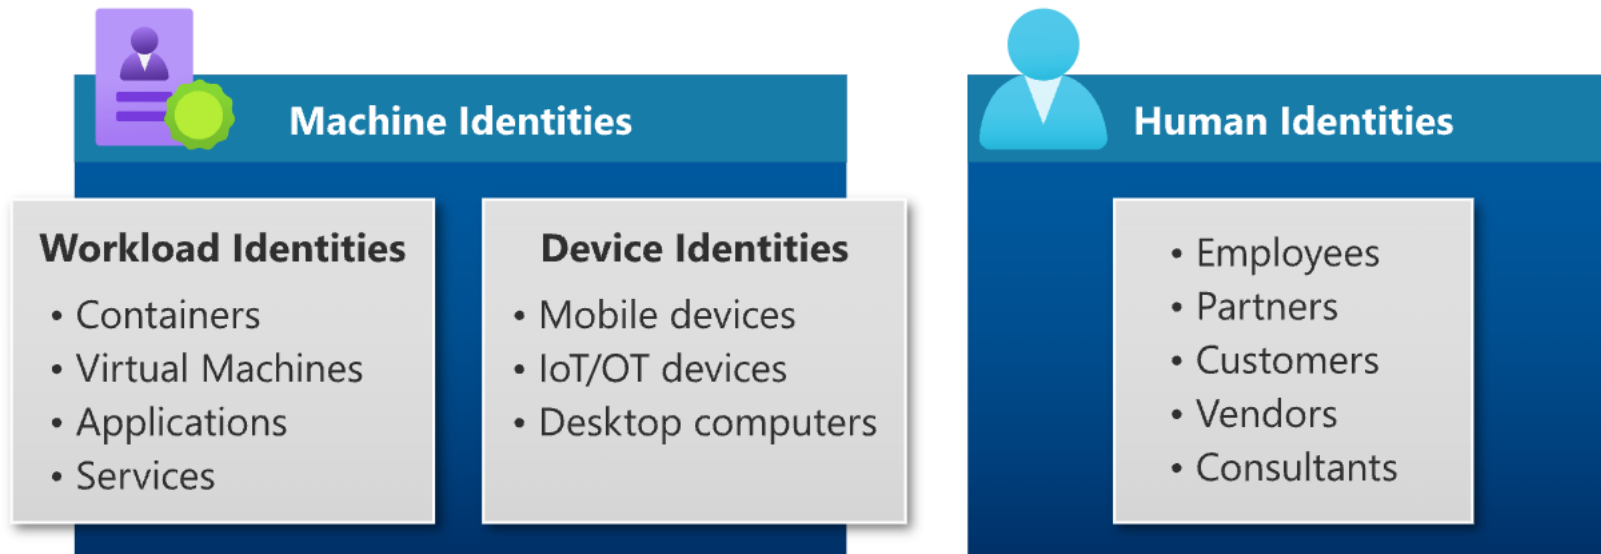 Machine Identities
Workload Identities
• Containers
• Virtual Machines
• Applications
• Services
Device Identities
• Mobile devices
• IoT/OT devices
• Desktop computers
Human Identities
• Employees
• Partners
• Customers
• Vendors
• Consultants